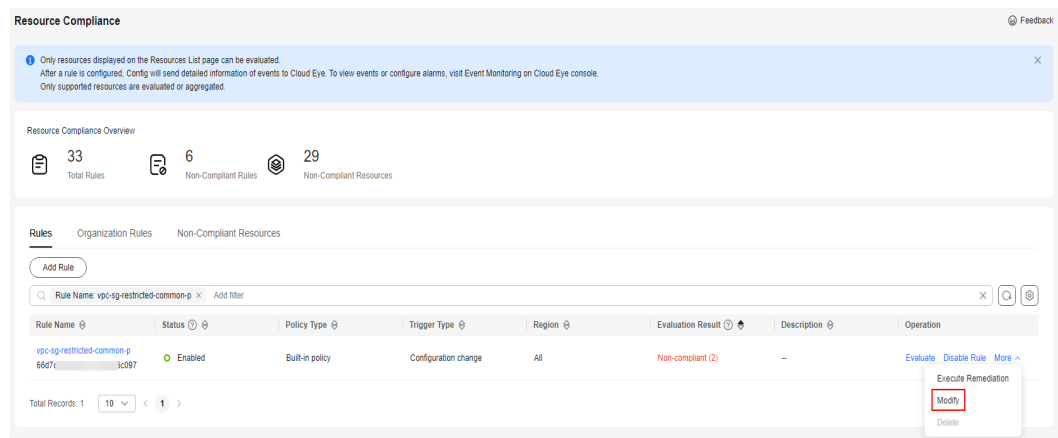 Resource Compliance
Feedback
Only resources displayed on the Resources List page can be evaluated.
After a rule is configured, Config will send detailed information of events to Cloud Eye. To view events or configure alarms, visit Event Monitoring on Cloud Eye console.
Only supported resources are evaluated or aggregated.
Resource Compliance Overview
33
Total Rules
6
Non-Compliant Rules
29
Non-Compliant Resources
Rules Organization Rules Non-Compliant Resources
Add Rule
Rule Name: vpc-sg-restricted-common-p × Add filter
Rule Name Status Policy Type Trigger Type Region Evaluation Result Description Operation
vpc-sg-restricted-common-p
66d7c 5c097
Enabled Built-in policy Configuration change All Non-compliant (2) -- Evaluate Disable Rule More
Execute Remediation
Modify
Delete
Total Records: 1 10 < 1 >